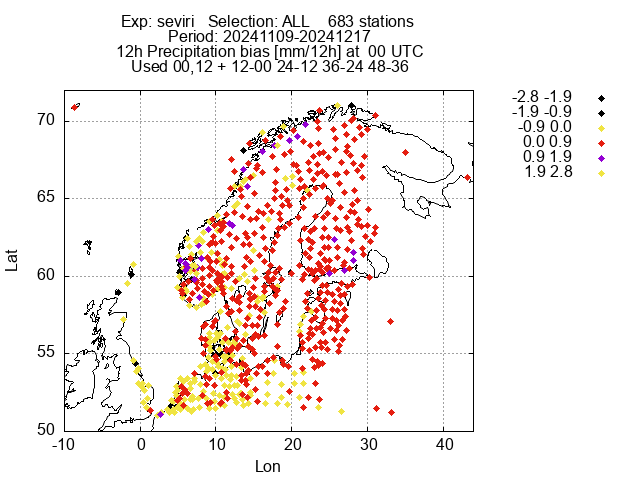 Exp: seviri   Selection: ALL    683 stations
Period: 20241109-20241217
12h Precipitation bias [mm/12h] at  00 UTC
Used 00,12 + 12-00 24-12 36-24 48-36
-2.8 -1.9
-1.9 -0.9
-0.9 0.0
0.0 0.9
0.9 1.9
1.9 2.8
70
65
60
55
50
Lat
-10 0 10 20 30 40
Lon